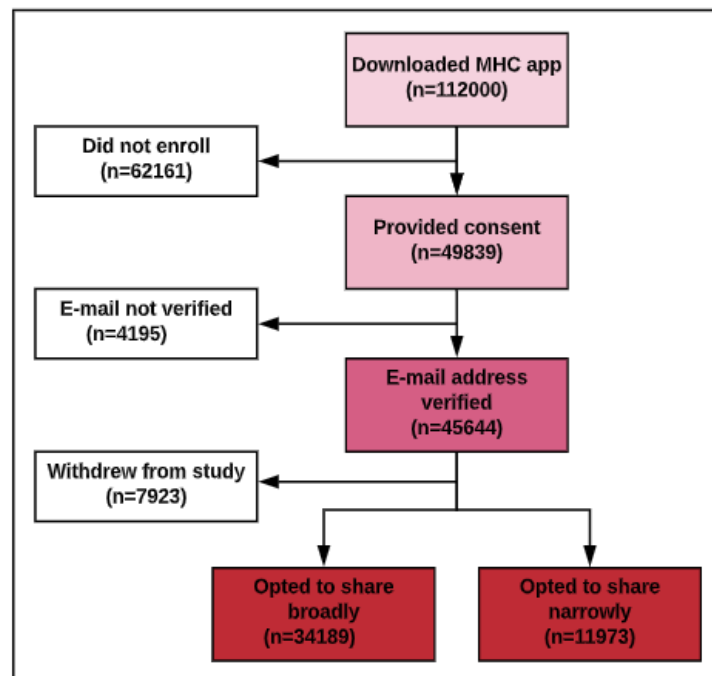 Downloaded MHC app
(n=112000)
Did not enroll
(n=62161)
Provided consent
(n=49839)
E-mail not verified
(n=4195)
E-mail address
verified
(n=45644)
Withdrew from study
(n=7923)
Opted to share
broadly
(n=34189)
Opted to share
narrowly
(n=11973)